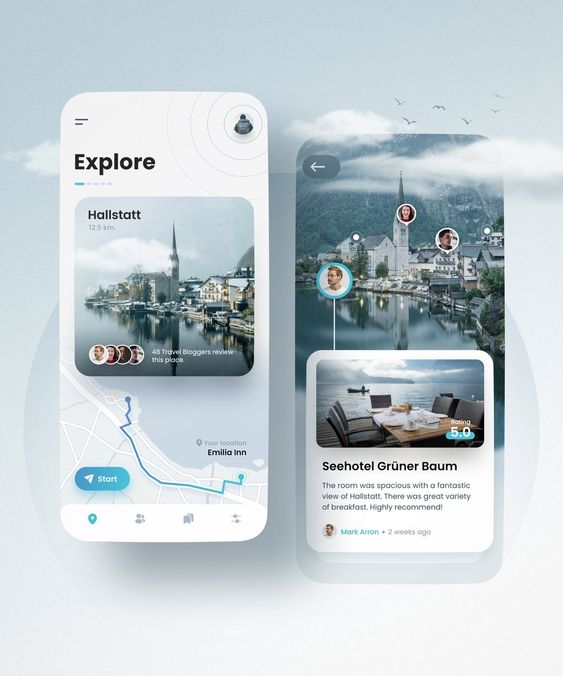 Explore
Hallstatt
12.5 km.
48 Travel Bloggers review
this place.
Your location
Emilia Inn
Start
Rating
5.0
Seehotel Grüner Baum
The room was spacious with a fantastic
view of Hallstatt. There was great variety
of breakfast. Highly recommend!
Mark Arron • 2 weeks ago